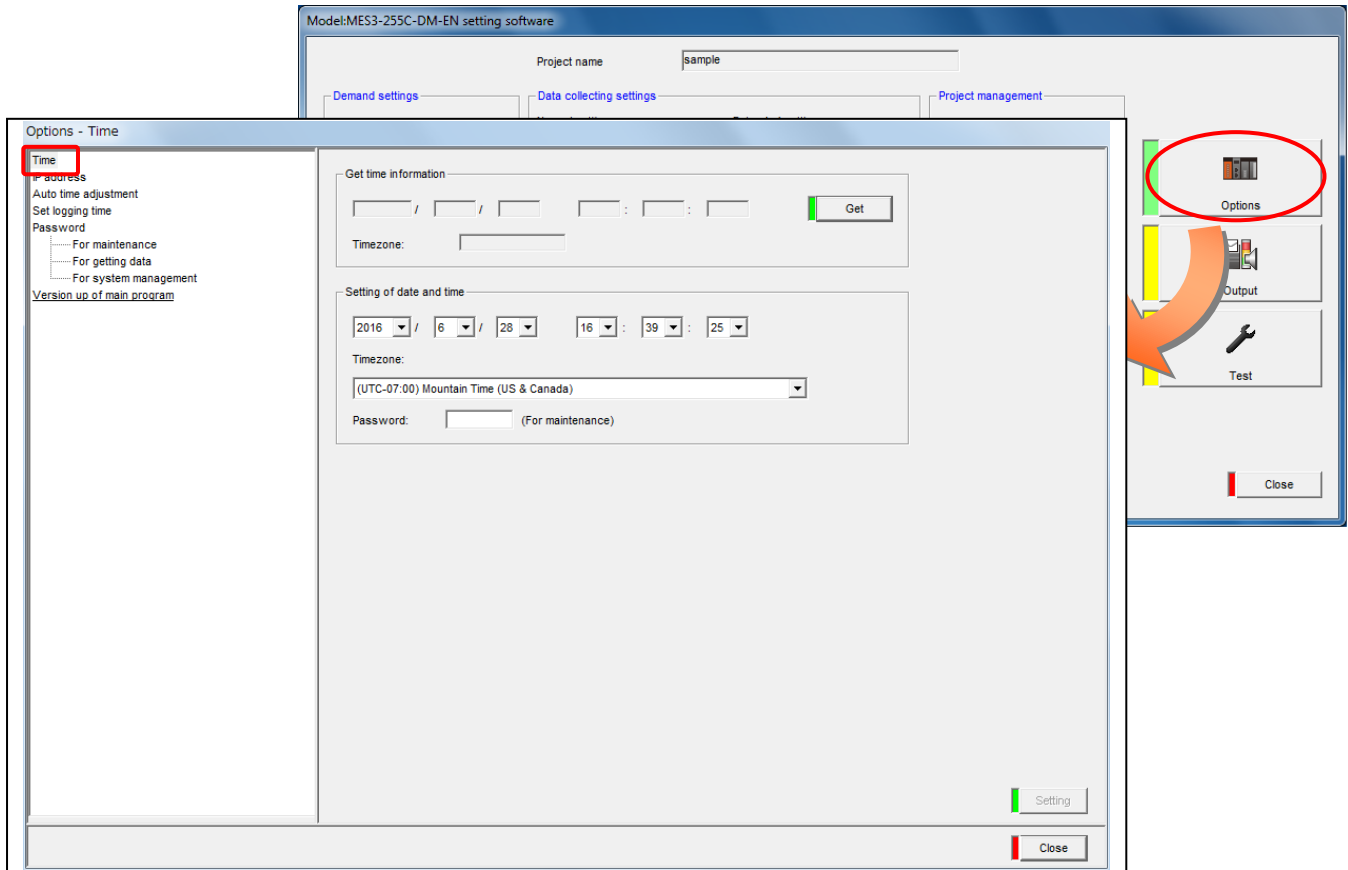 Model:MES3-255C-DM-EN setting software
Project name sample
Demand settings Data collecting settings Project management
Options
Output
Test
Close
Options - Time
Time
IP address
Auto time adjustment
Set logging time
Password
For maintenance
For getting data
For system management
Version up of main program
Get time information
/ / : : Get
Timezone:
Setting of date and time
2016 / 6 / 28 16 : 39 : 25
Timezone:
(UTC-07:00) Mountain Time (US & Canada)
Password: (For maintenance)
Setting
Close